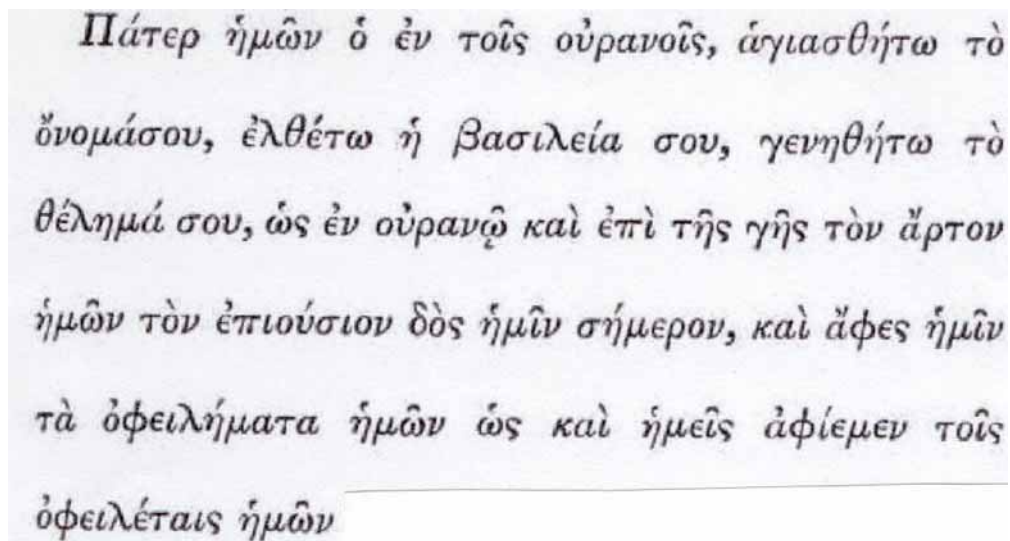 Πάτερ ἡμῶν ὁ ἐν τοῖς οὐρανοῖς, ἁγιασθήτω τὸ
ὄνομάσου, ἐλθέτω ἡ βασιλεία σου, γενηθήτω τὸ
θέλημά σου, ὡς ἐν οὐρανῷ καὶ ἐπὶ τῆς γῆς τὸν ἄρτον
ἡμῶν τὸν ἐπιούσιον δὸς ἡμῖν σήμερον, καὶ ἄφες ἡμῖν
τὰ ὀφειλήματα ἡμῶν ὡς καὶ ἡμεῖς ἀφίεμεν τοῖς
ὀφειλέταις ἡμῶν